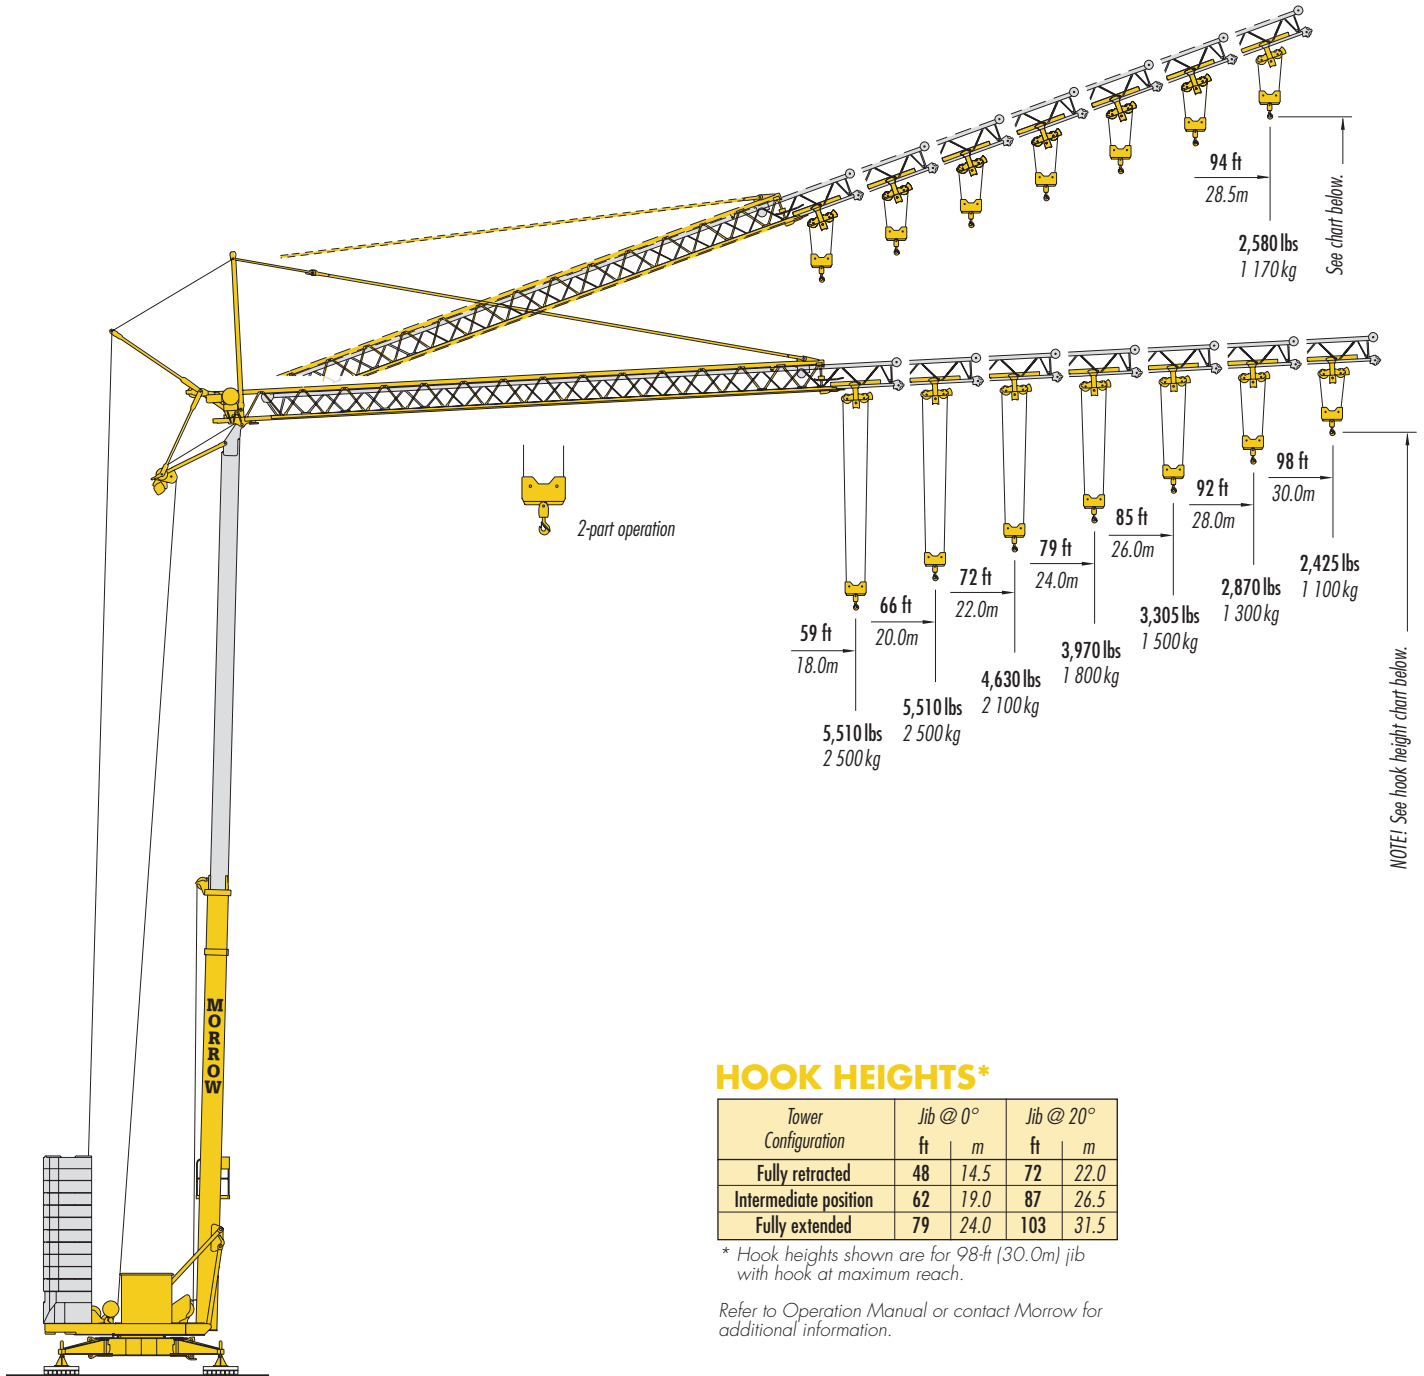 94 ft
28.5m
2,580 lbs
1 170 kg
See chart below.
2-part operation
59 ft
18.0m
5,510 lbs
2 500 kg
66 ft
20.0m
5,510 lbs
2 500 kg
72 ft
22.0m
4,630 lbs
2 100 kg
79 ft
24.0m
3,970 lbs
1 800 kg
85 ft
26.0m
3,305 lbs
1 500 kg
92 ft
28.0m
2,870 lbs
1 300 kg
98 ft
30.0m
2,425 lbs
1 100 kg
NOTE! See hook height chart below.
MORROW
HOOK HEIGHTS*
Tower Configuration Jib @ 0° Jib @ 20°
ft m ft m
Fully retracted 48 14.5 72 22.0
Intermediate position 62 19.0 87 26.5
Fully extended 79 24.0 103 31.5
* Hook heights shown are for 98-ft (30.0m) jib
with hook at maximum reach.
Refer to Operation Manual or contact Morrow for
additional information.